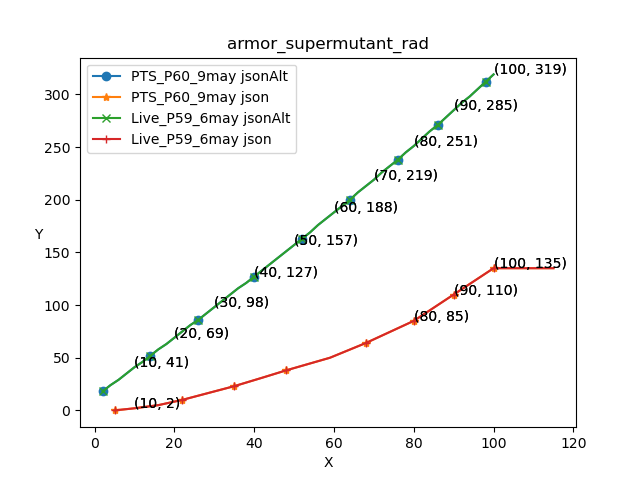 armor_supermutant_rad
PTS_P60_9may jsonAlt
PTS_P60_9may json
Live_P59_6may jsonAlt
Live_P59_6may json
(100, 319)
(90, 285)
(80, 251)
(70, 219)
(60, 188)
(50, 157)
(40, 127)
(30, 98)
(20, 69)
(10, 41)
(100, 135)
(90, 110)
(80, 85)
(10, 2)
300
250
200
150
100
50
0
Y
0 20 40 60 80 100 120
X